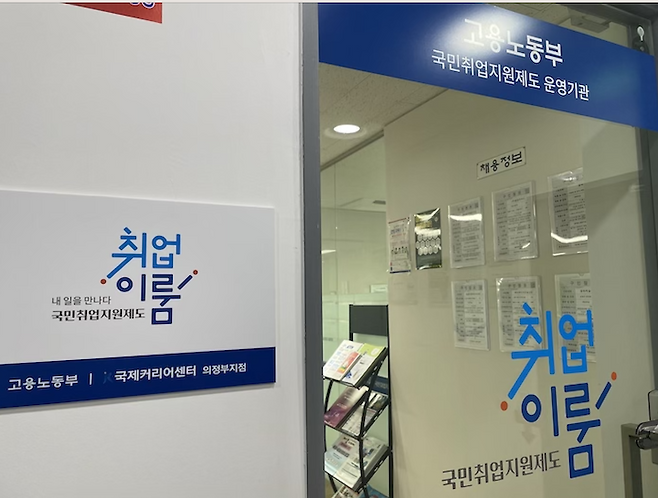 취업
이룸
내 일을 만나다
국민취업지원제도
고용노동부 | 국제커리어센터 의정부지점
고용노동부
국민취업지원제도 운영기관
채용정보
취업
이룸
국민취업지원제도